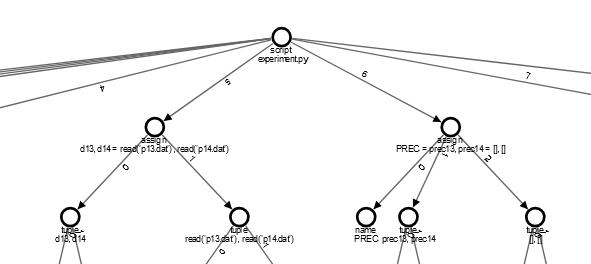 script
experiment.py
4
5
6
7
assign
d13, d14 = read('p13.dat'), read('p14.dat')
assign
PREC = prec13, prec14 = [], []
0
1
0
1
2
tuple
d13, d14
tuple
read('p13.dat'), read('p14.dat')
name
PREC
tuple
prec13, prec14
tuple
[], []
0
1